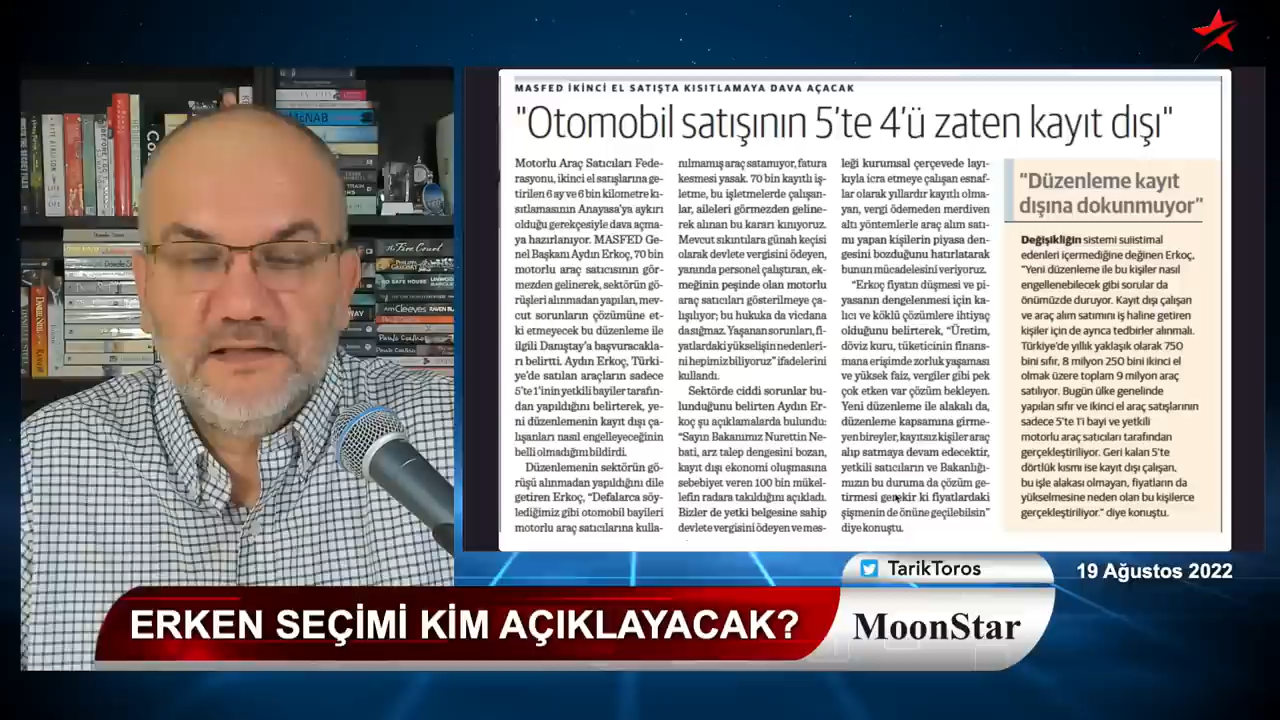 MASFED İKİNCİ EL SATIŞTA KISITLAMAYA DAVA AÇACAK
"Otomobil satışının 5'te 4'ü zaten kayıt dışı"
Motorlu Araç Satıcıları Fede-
rasyonu, ikinci el satışlarına ge-
tirilen 6 ay ve 6 bin kilometre kı-
sıtlamasının Anayasa'ya aykırı
olduğu gerekçesiyle dava açma-
ya hazırlanıyor. MASFED Ge-
nel Başkanı Aydın Erkoç, 70 bin
motorlu araç satıcısının gör-
mezden gelinerek, sektörün gö-
rüşleri alınmadan yapılan, mev-
cut sorunların çözümüne et-
ki etmeyecek bu düzenleme ile
ilgili Danıştay'a başvuracakla-
rı belirtti. Aydın Erkoç, Türki-
ye'de satılan araçların sadece
5'te 1'inin yetkili bayiler tarafın-
dan yapıldığını belirterek, ye-
ni düzenlemenin kayıt dışı ça-
lışanları nasıl engelleyeceğinin
belli olmadığını bildirdi.
Düzenlemenin sektörün gö-
rüşü alınmadan yapıldığını dile
getiren Erkoç, "Defalarca söy-
lediğimiz gibi otomobil bayileri
motorlu araç satıcılarına kulla-
nılmamış araç satamıyor, fatura
kesmesi yasak. 70 bin kayıtlı iş-
letme, bu işletmelerde çalışan-
lar, aileleri görmezden geline-
rek alınan bu kararı kınıyoruz.
Mevcut sıkıntılara günah keçisi
olarak devlete vergisini ödeyen,
yanında personel çalıştıran, ek-
meğinin peşinde olan motorlu
araç satıcıları gösterilmeye ça-
lışılıyor; bu hukuka da vicdana
da sığmaz. Yaşanan sorunları, fi-
yatlardaki yükselişin nedenleri-
ni hepimiz biliyoruz" ifadelerini
kullandı.
Sektörde ciddi sorunlar bu-
lunduğunu belirten Aydın Er-
koç şu açıklamalarda bulundu:
"Sayın Bakanımız Nurettin Ne-
bati, arz talep dengesini bozan,
kayıt dışı ekonomi oluşmasına
sebebiyet veren 100 bin mükel-
lefin radara takıldığını açıkladı.
Bizler de yetki belgesine sahip
devlete vergisini ödeyen ve mes-
leği kurumsal çerçevede layı-
kıyla icra etmeye çalışan esnaf-
lar olarak yıllardır kayıtlı olma-
yan, vergi ödemeden merdiven
altı yöntemlerle araç alım satı-
mı yapan kişilerin piyasa den-
gesini bozduğunu hatırlatarak
bunun mücadelesini veriyoruz.
"Erkoç fiyatın düşmesi ve pi-
yasanın dengelenmesi için ka-
lıcı ve köklü çözümlere ihtiyaç
olduğunu belirterek, "Üretim,
döviz kuru, tüketicinin finans-
mana erişimde zorluk yaşaması
ve yüksek faiz, vergiler gibi pek
çok etken var çözüm bekleyen.
Yeni düzenleme ile alakalı da,
düzenleme kapsamına girme-
yen bireyler, kayıtsız kişiler araç
alıp satmaya devam edecektir,
yetkili satıcıların ve Bakanlığı-
mızın bu duruma da çözüm ge-
tirmesi gerekir ki fiyatlardaki
şişmenin de önüne geçilebilsin"
diye konuştu.
"Düzenleme kayıt
dışına dokunmuyor"
Değişikliğin sistemi suiistimal
edenleri içermediğine değinen Erkoç,
"Yeni düzenleme ile bu kişiler nasıl
engellenebilecek gibi sorular da
önümüzde duruyor. Kayıt dışı çalışan
ve araç alım satımını iş haline getiren
kişiler için de ayrıca tedbirler alınmalı.
Türkiye'de yıllık yaklaşık olarak 750
bini sıfır, 8 milyon 250 bini ikinci el
olmak üzere toplam 9 milyon araç
satılıyor. Bugün ülke genelinde
yapılan sıfır ve ikinci el araç satışlarının
sadece 5'te 1'i bayi ve yetkili
motorlu araç satıcıları tarafından
gerçekleştiriliyor. Geri kalan 5'te
dörtlük kısmı ise kayıt dışı çalışan,
bu işle alakası olmayan, fiyatların da
yükselmesine neden olan bu kişilerce
gerçekleştiriliyor." diye konuştu.
TarikToros
19 Ağustos 2022
ERKEN SEÇİMİ KİM AÇIKLAYACAK?
MoonStar